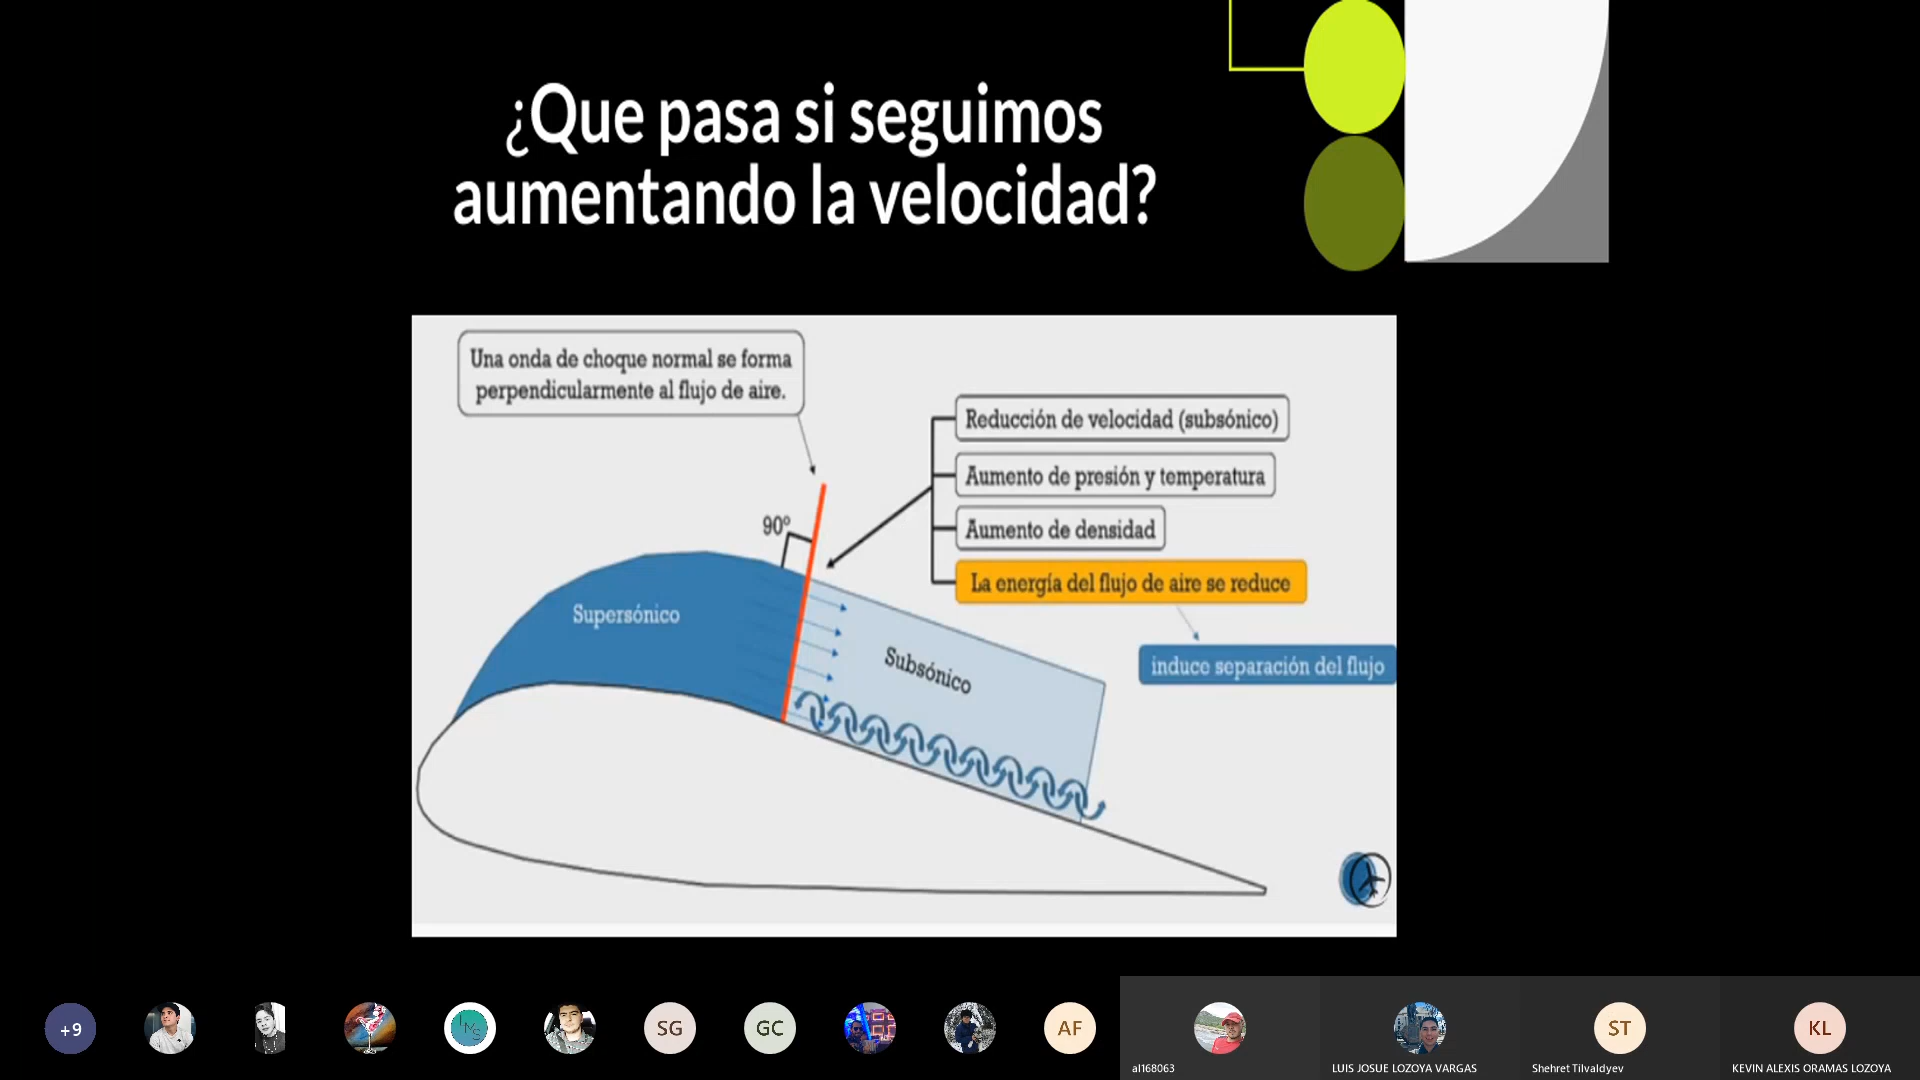 ¿Que pasa si seguimos
aumentando la velocidad?
Una onda de choque normal se forma
perpendicularmente al flujo de aire.
Reducción de velocidad (subsónico)
Aumento de presión y temperatura
90º
Aumento de densidad
La energía del flujo de aire se reduce
Supersónico
Subsónico
induce separación del flujo
+9
IMS
SG
GC
AF
ST
KL
al168063
LUIS JOSUE LOZOYA VARGAS
Shehret Tilvaldyev
KEVIN ALEXIS ORAMAS LOZOYA